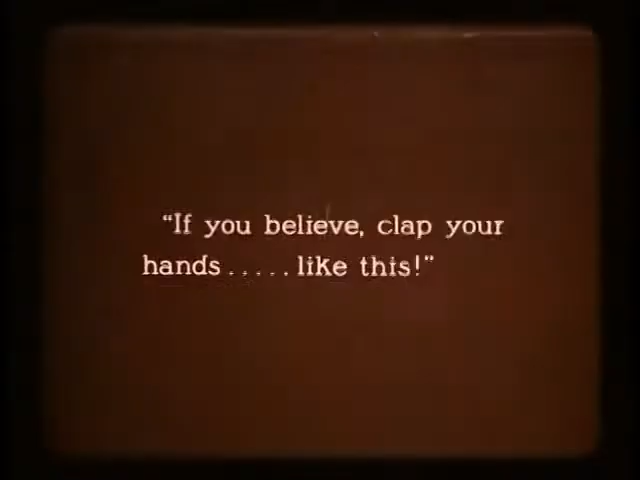 “If you believe, clap your
hands.....like this!”